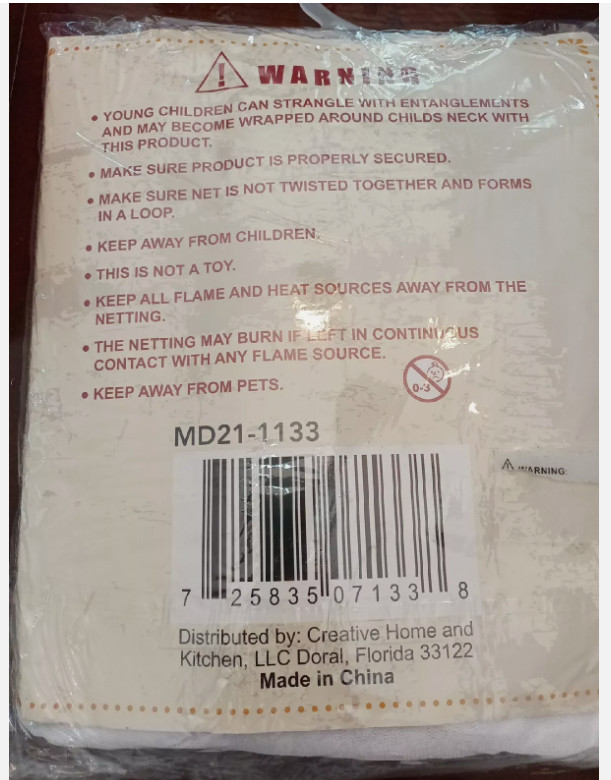 WARNING
• YOUNG CHILDREN CAN STRANGLE WITH ENTANGLEMENTS
AND MAY BECOME WRAPPED AROUND CHILDS NECK WITH
THIS PRODUCT.
• MAKE SURE PRODUCT IS PROPERLY SECURED.
• MAKE SURE NET IS NOT TWISTED TOGETHER AND FORMS
IN A LOOP.
• KEEP AWAY FROM CHILDREN.
• THIS IS NOT A TOY.
• KEEP ALL FLAME AND HEAT SOURCES AWAY FROM THE
NETTING.
• THE NETTING MAY BURN IF LEFT IN CONTINUOUS
CONTACT WITH ANY FLAME SOURCE.
• KEEP AWAY FROM PETS.
0-3
MD21-1133
WARNING:
7 25835 07133 8
Distributed by: Creative Home and
Kitchen, LLC Doral, Florida 33122
Made in China